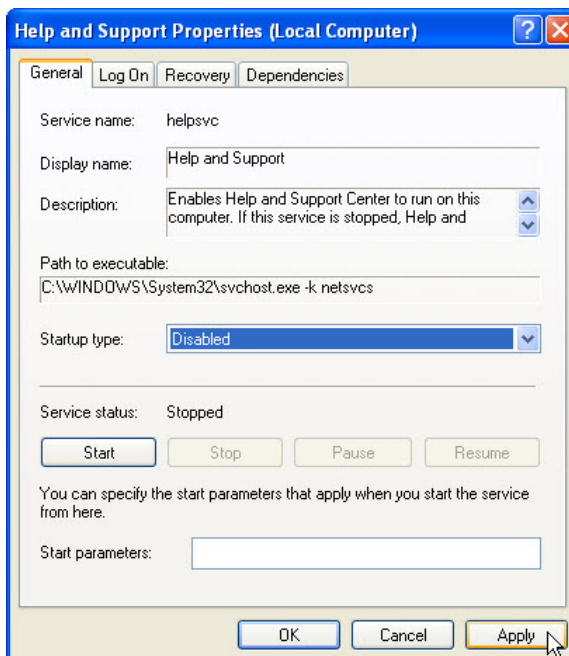 Help and Support Properties (Local Computer)
General Log On Recovery Dependencies
Service name: helpsvc
Display name: Help and Support
Description: Enables Help and Support Center to run on this
computer. If this service is stopped, Help and
Path to executable:
C:\WINDOWS\System32\svchost.exe -k netsvcs
Startup type: Disabled
Service status: Stopped
Start Stop Pause Resume
You can specify the start parameters that apply when you start the service
from here.
Start parameters:
OK Cancel Apply